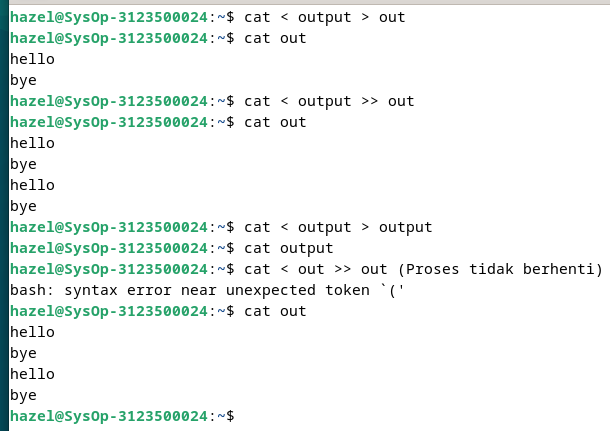 hazel@SysOp-3123500024:~$ cat < output > out
hazel@SysOp-3123500024:~$ cat out
hello
bye
hazel@SysOp-3123500024:~$ cat < output >> out
hazel@SysOp-3123500024:~$ cat out
hello
bye
hello
bye
hazel@SysOp-3123500024:~$ cat < output > output
hazel@SysOp-3123500024:~$ cat output
hazel@SysOp-3123500024:~$ cat < out >> out (Proses tidak berhenti)
bash: syntax error near unexpected token `('
hazel@SysOp-3123500024:~$ cat out
hello
bye
hello
bye
hazel@SysOp-3123500024:~$